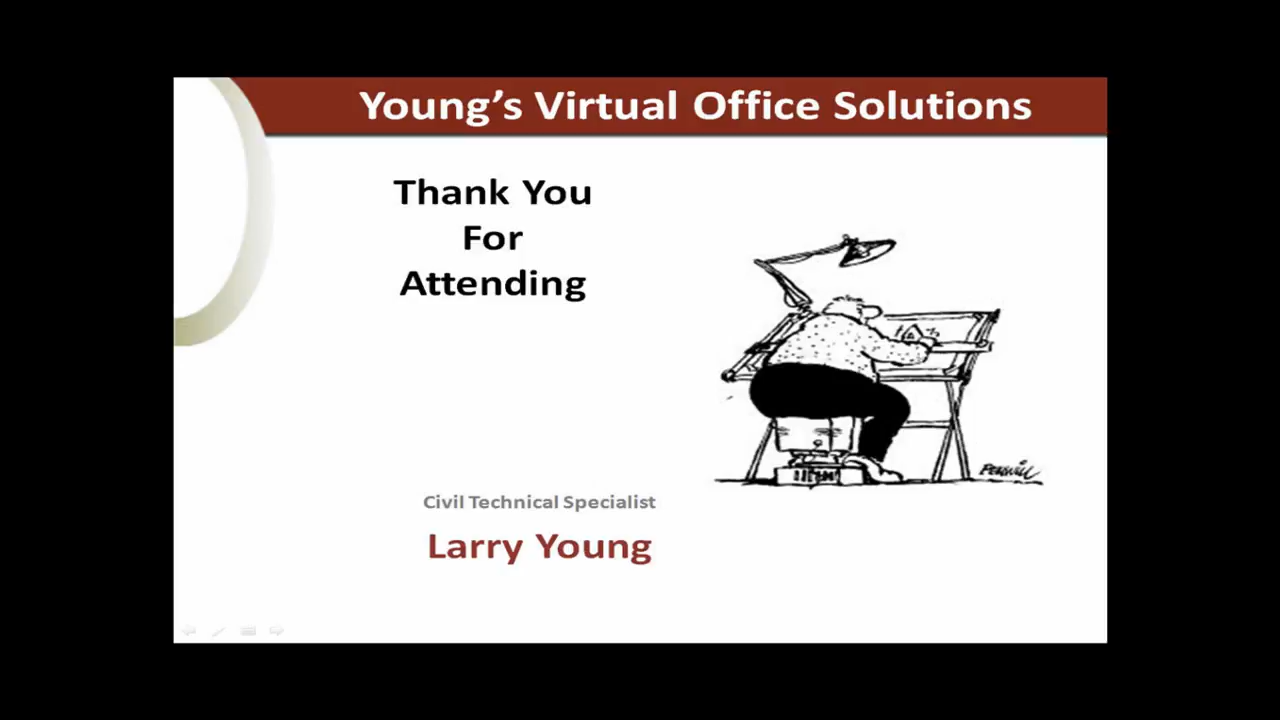 Young's Virtual Office Solutions
Thank You
For
Attending
Civil Technical Specialist
Larry Young